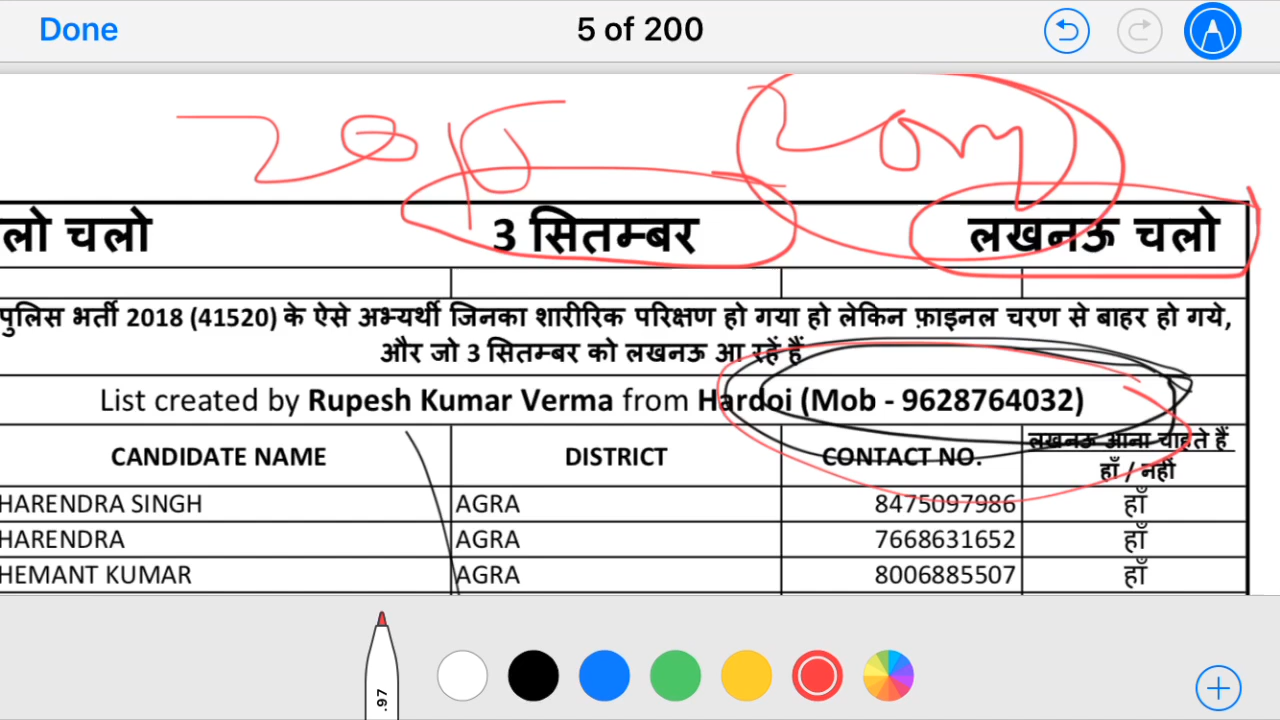 Done 5 of 200
लो चलो 3 सितम्बर लखनऊ चलो
पुलिस भर्ती 2018 (41520) के ऐसे अभ्यर्थी जिनका शारीरिक परिक्षण हो गया हो लेकिन फ़ाइनल चरण से बाहर हो गये,
और जो 3 सितम्बर को लखनऊ आ रहें हैं
List created by Rupesh Kumar Verma from Hardoi (Mob - 9628764032)
CANDIDATE NAME DISTRICT CONTACT NO. लखनऊ आना चाहते हैं
हाँ / नहीं
HARENDRA SINGH AGRA 8475097986 हाँ
HARENDRA AGRA 7668631652 हाँ
HEMANT KUMAR AGRA 8006885507 हाँ
.97